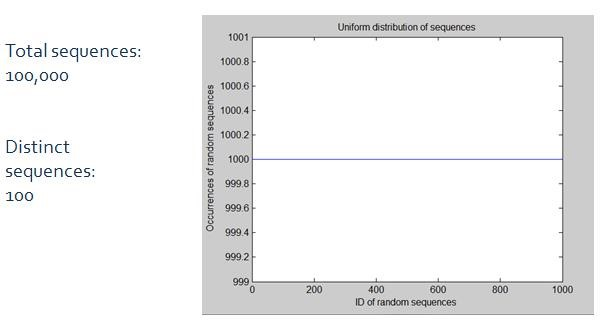 Total sequences:
100,000
Distinct
sequences:
100
Uniform distribution of sequences
1001
1000.8
1000.6
1000.4
1000.2
1000
999.8
999.6
999.4
999.2
999
Occurrences of random sequences
0 200 400 600 800 1000
ID of random sequences